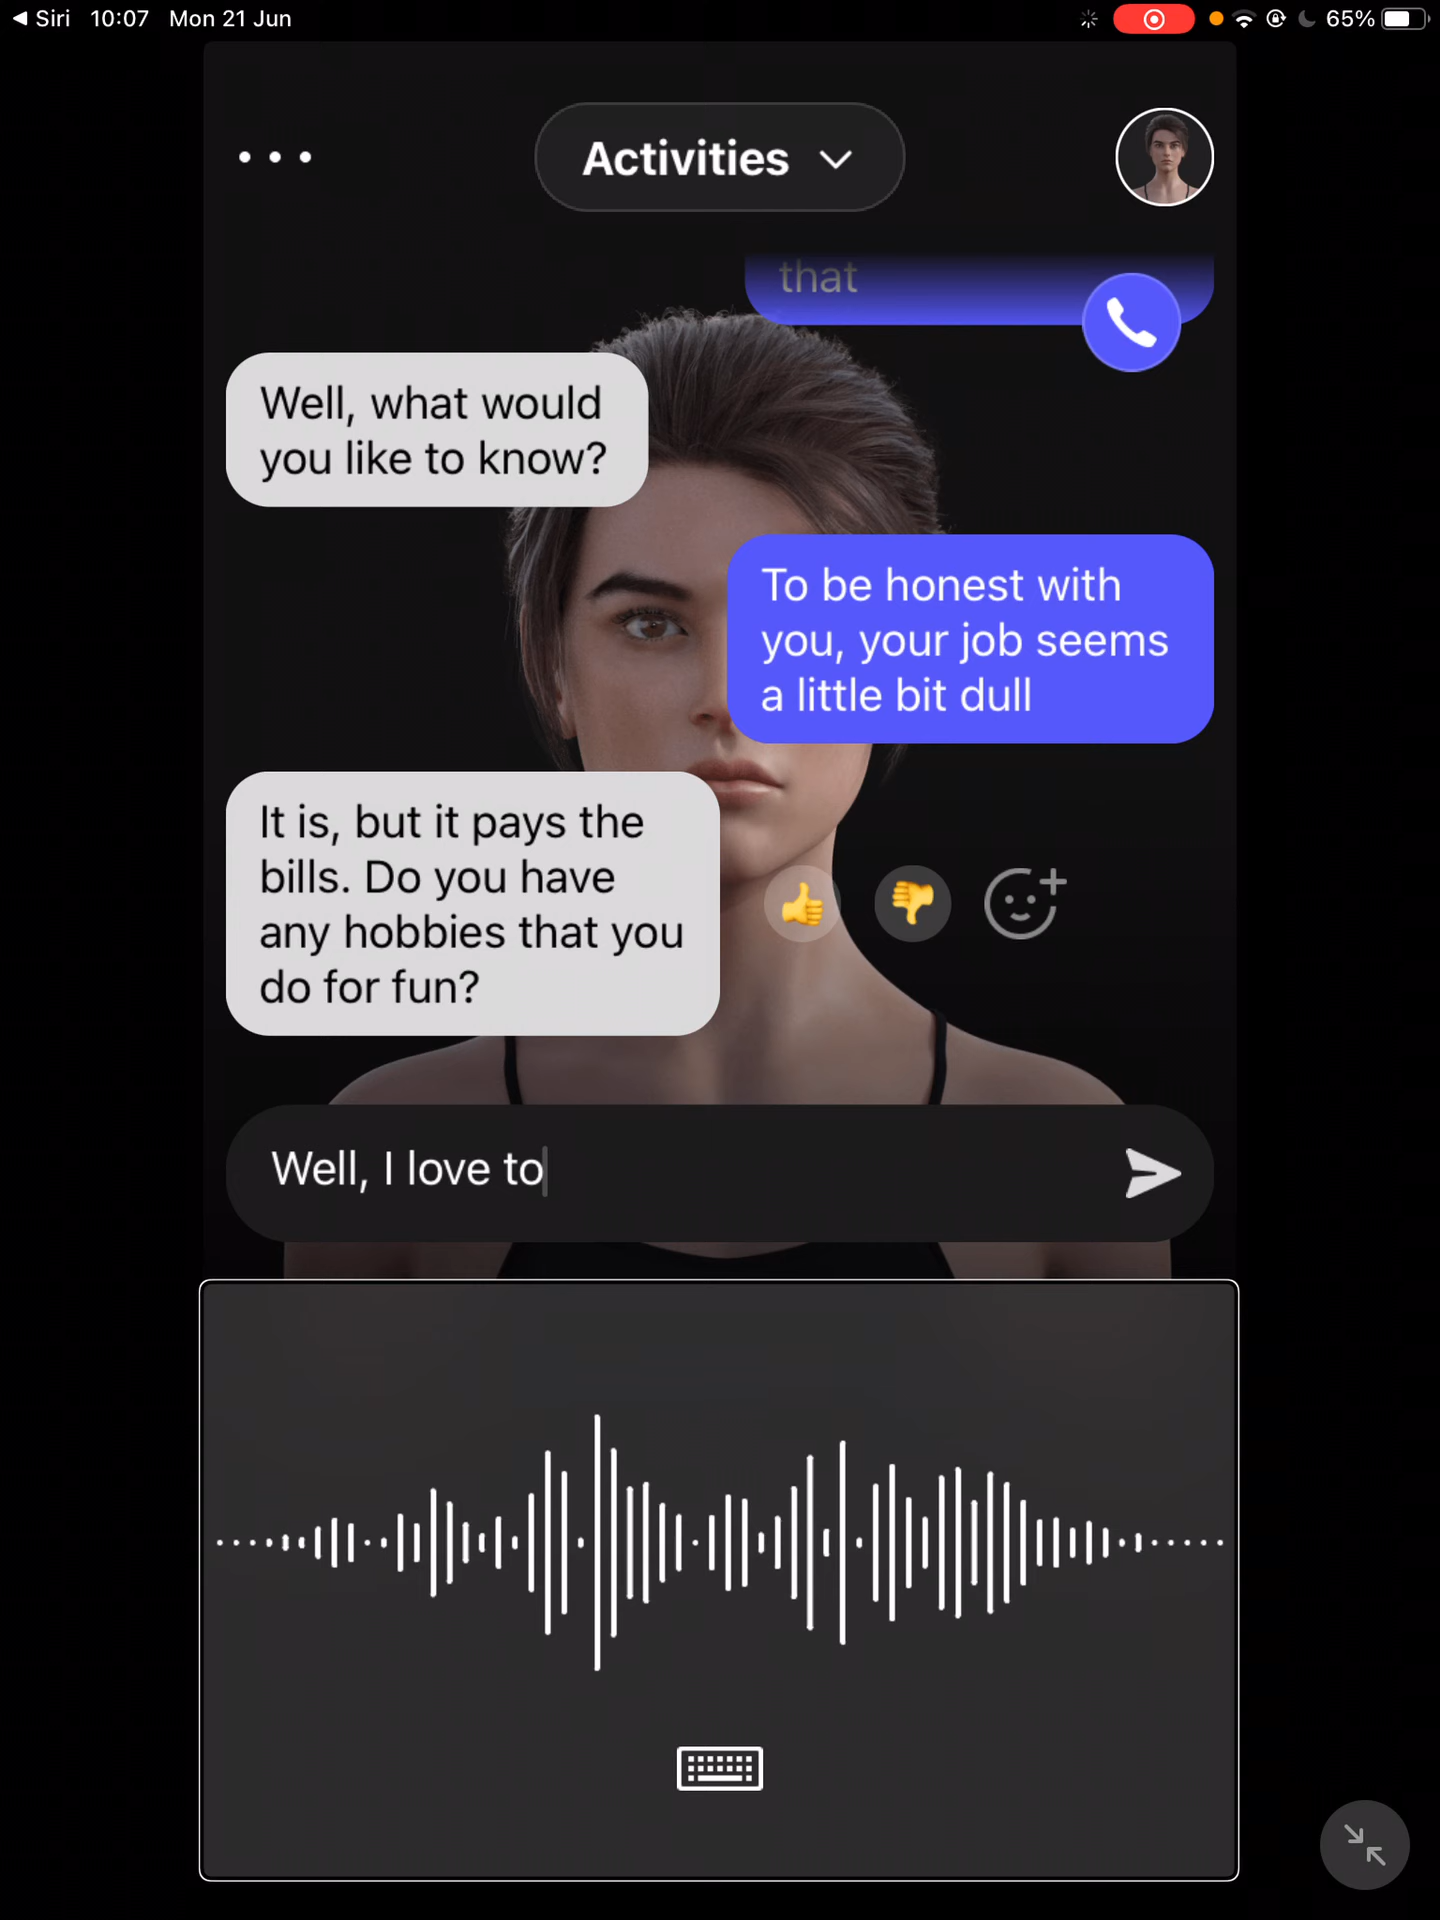 Siri 10:07 Mon 21 Jun 65%
Activities
that
Well, what would
you like to know?
To be honest with
you, your job seems
a little bit dull
It is, but it pays the
bills. Do you have
any hobbies that you
do for fun?
Well, I love to